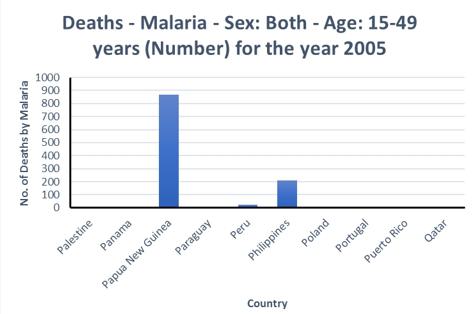 Deaths - Malaria - Sex: Both - Age: 15-49
years (Number) for the year 2005
No. of Deaths by Malaria
1000
900
800
700
600
500
400
300
200
100
0
Palestine
Panama
Papua New Guinea
Paraguay
Peru
Philippines
Poland
Portugal
Puerto Rico
Qatar
Country